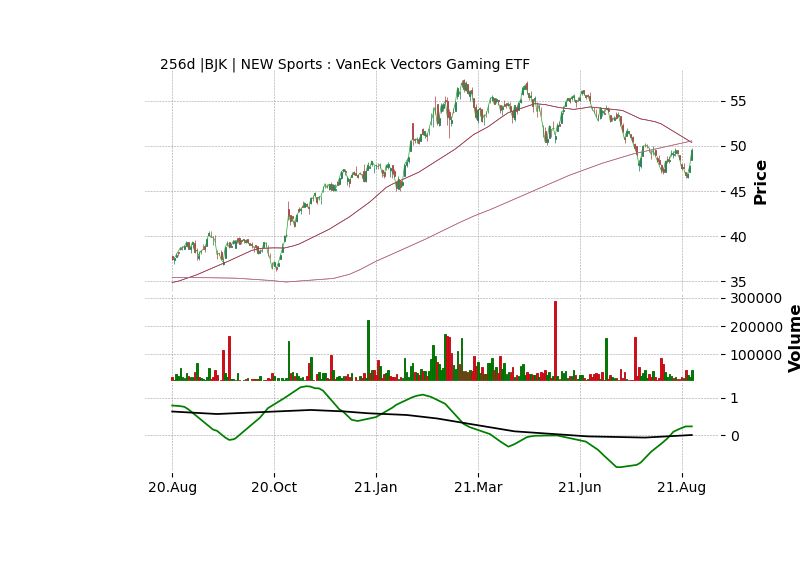 256d |BJK | NEW Sports : VanEck Vectors Gaming ETF
55
50
45
40
35
Price
300000
200000
100000
Volume
1
0
20.Aug 20.Oct 21.Jan 21.Mar 21.Jun 21.Aug